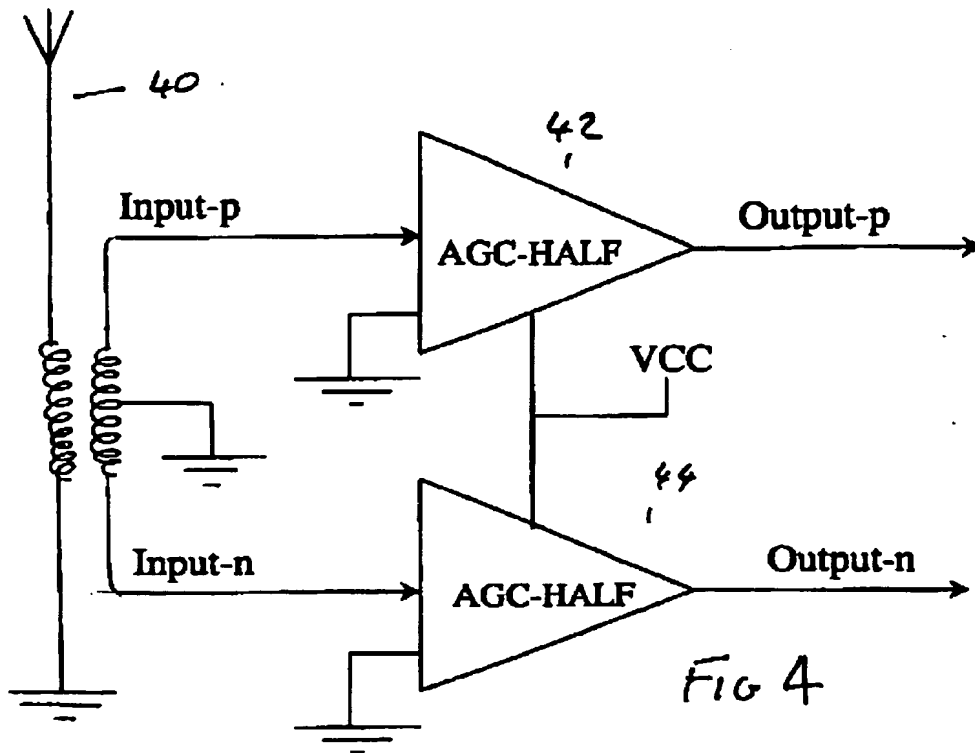 40
42
Input-p
Output-p
AGC-HALF
VCC
44
Input-n
Output-n
AGC-HALF
Fig 4